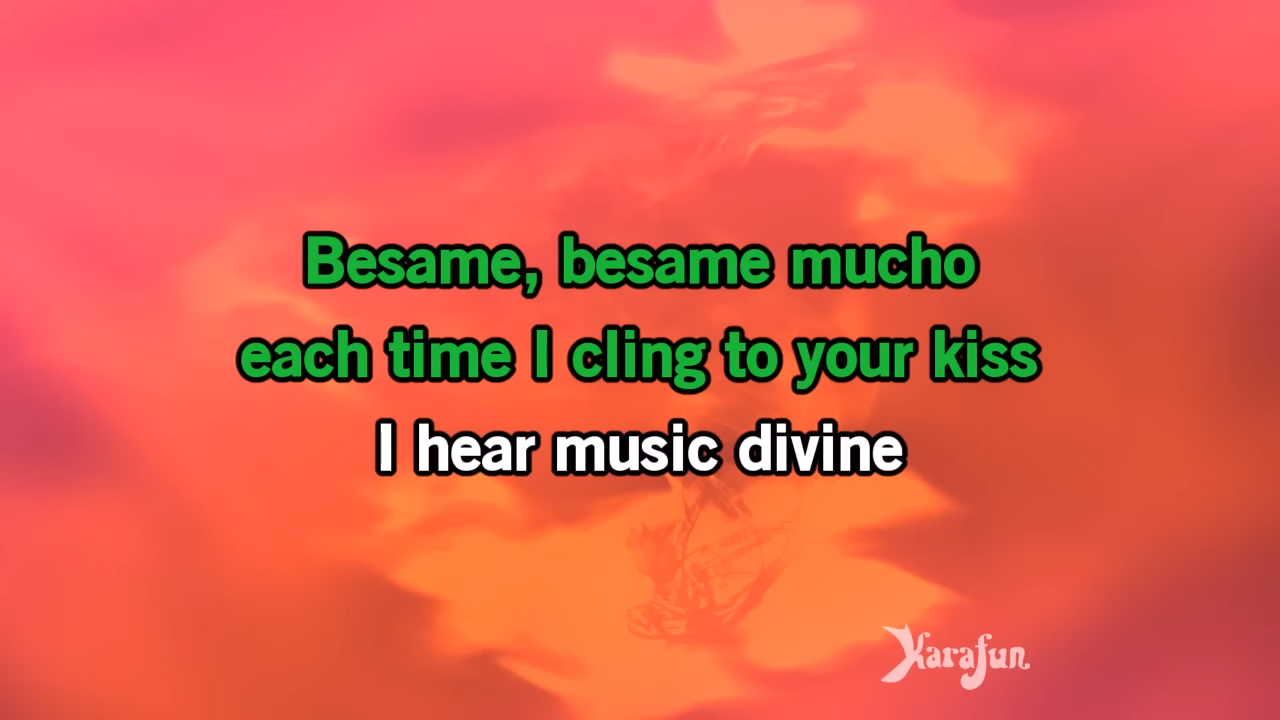 Besame, besame mucho
each time I cling to your kiss
I hear music divine
Karafun